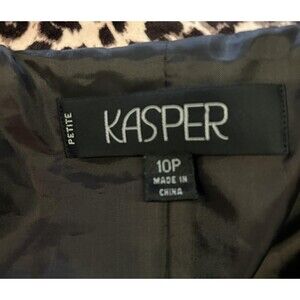 PETITE
KASPER
10P
MADE IN
CHINA